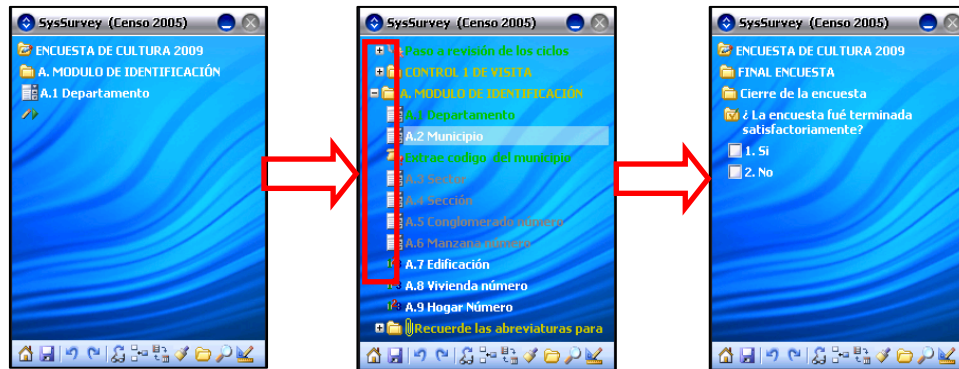 SysSurvey (Censo 2005)
ENCUESTA DE CULTURA 2009
A. MODULO DE IDENTIFICACIÓN
A.1 Departamento
SysSurvey (Censo 2005)
Paso a revisión de los ciclos
CONTROL 1 DE VISITA
A. MODULO DE IDENTIFICACIÓN
A.1 Departamento
A.2 Municipio
Extrae codigo del municipio
A.3 Sector
A.4 Sección
A.5 Conglomerado número
A.6 Manzana número
A.7 Edificación
A.8 Vivienda número
A.9 Hogar Número
Recuerde las abreviaturas para
SysSurvey (Censo 2005)
ENCUESTA DE CULTURA 2009
FINAL ENCUESTA
Cierre de la encuesta
¿ La encuesta fué terminada
satisfactoriamente?
1. Si
2. No